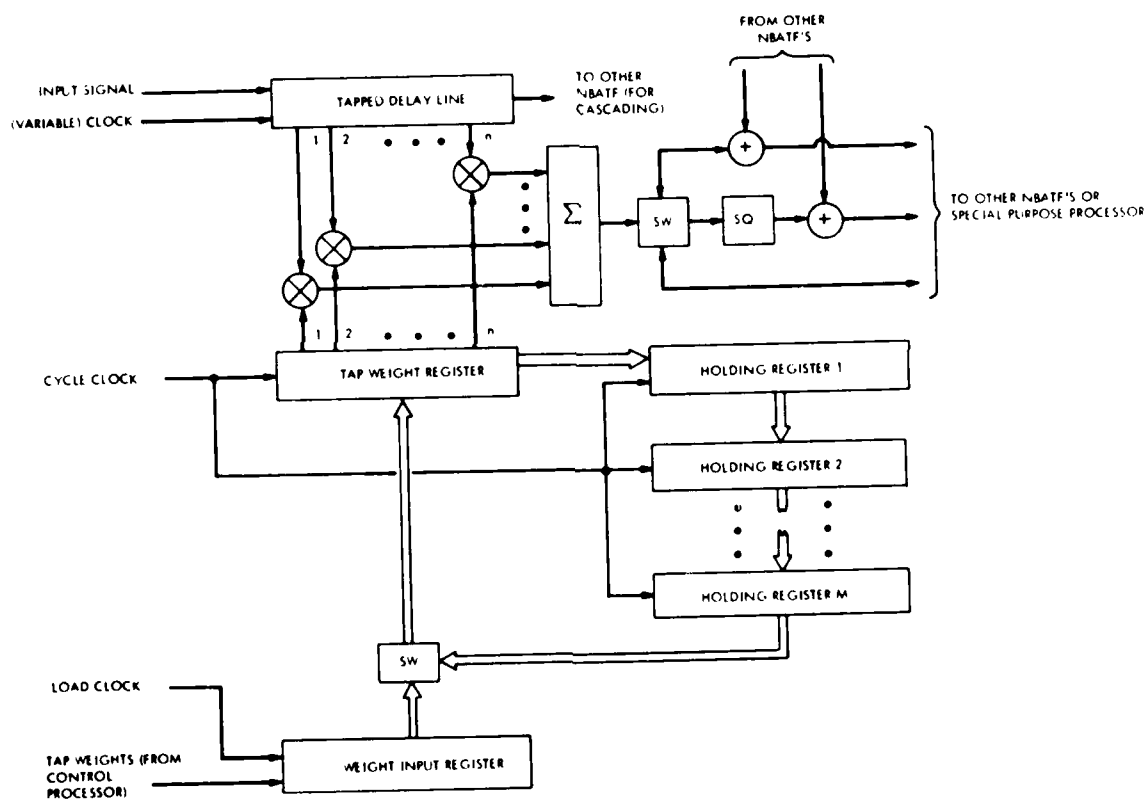 FROM OTHER
NBATF'S
INPUT SIGNAL
(VARIABLE) CLOCK
TAPPED DELAY LINE
TO OTHER
NBATF (FOR
CASCADING)
1
2
n
+
Σ
SW
SQ
+
TO OTHER NBATF'S OR
SPECIAL PURPOSE PROCESSOR
1
2
n
CYCLE CLOCK
TAP WEIGHT REGISTER
HOLDING REGISTER 1
HOLDING REGISTER 2
HOLDING REGISTER M
SW
LOAD CLOCK
TAP WEIGHTS (FROM
CONTROL
PROCESSOR)
WEIGHT INPUT REGISTER